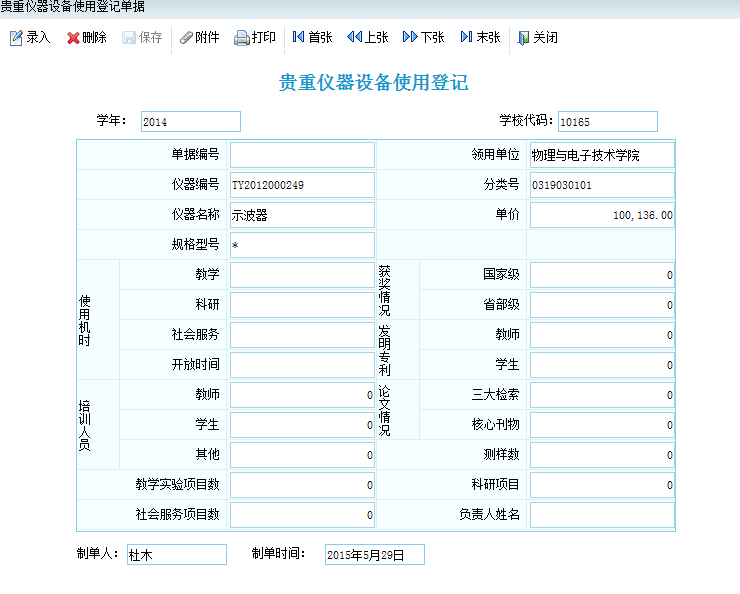 贵重仪器设备使用登记单据
录入 删除 保存 附件 打印 首张 上张 下张 末张 关闭
贵重仪器设备使用登记
学年： 2014 学校代码： 10165
单据编号 领用单位 物理与电子技术学院
仪器编号 TY2012000249 分类号 0319030101
仪器名称 示波器 单价 100,136.00
规格型号 *
使用机时 教学 获奖情况 国家级 0
科研 省部级 0
社会服务 发明专利 教师 0
开放时间 学生 0
培训人员 教师 0 论文情况 三大检索 0
学生 0 核心刊物 0
其他 0 测样数 0
教学实验项目数 0 科研项目 0
社会服务项目数 0 负责人姓名
制单人： 杜木 制单时间： 2015年5月29日